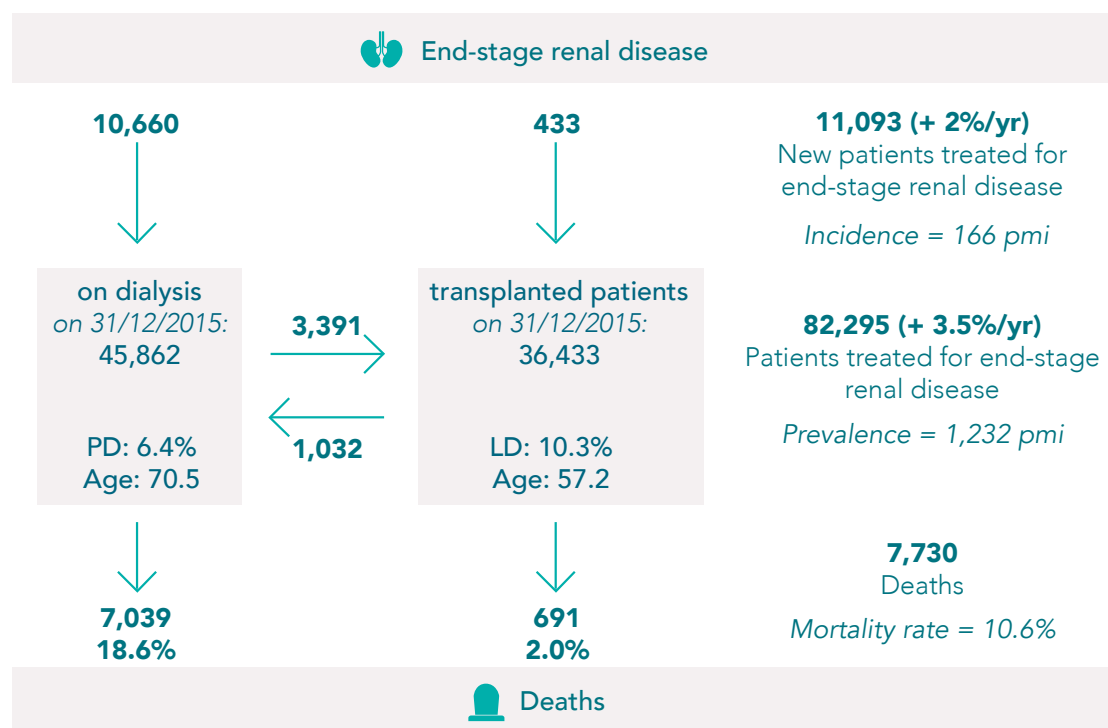 End-stage renal disease
10,660
433
11,093 (+ 2%/yr)
New patients treated for
end-stage renal disease
Incidence = 166 pmi
on dialysis
on 31/12/2015:
45,862
PD: 6.4%
Age: 70.5
3,391
1,032
transplanted patients
on 31/12/2015:
36,433
LD: 10.3%
Age: 57.2
82,295 (+ 3.5%/yr)
Patients treated for end-stage
renal disease
Prevalence = 1,232 pmi
7,039
18.6%
691
2.0%
7,730
Deaths
Mortality rate = 10.6%
Deaths